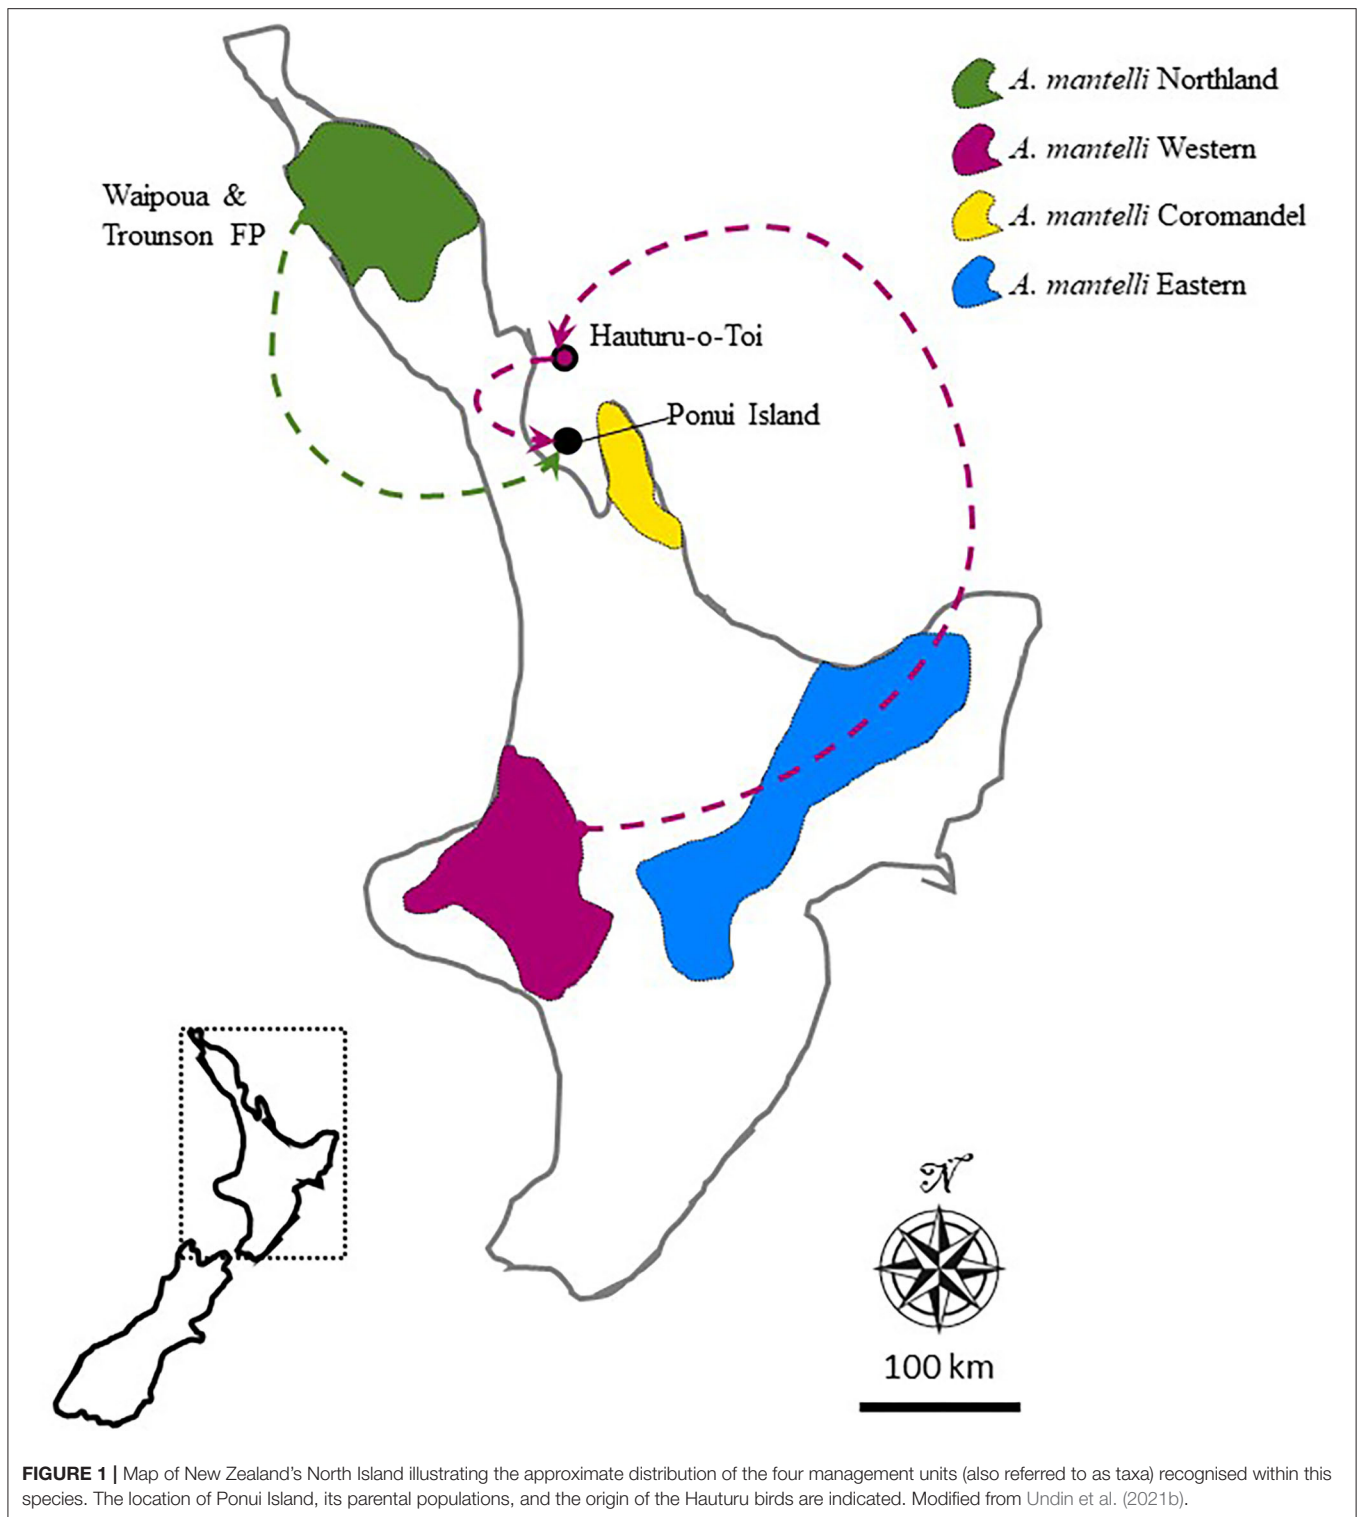 A. mantelli Northland
A. mantelli Western
Waipoua &
Trounson FP
A. mantelli Coromandel
A. mantelli Eastern
Hauturu-o-Toi
Ponui Island
N
100 km
FIGURE 1 | Map of New Zealand's North Island illustrating the approximate distribution of the four management units (also referred to as taxa) recognised within this
species. The location of Ponui Island, its parental populations, and the origin of the Hauturu birds are indicated. Modified from Undin et al. (2021b).